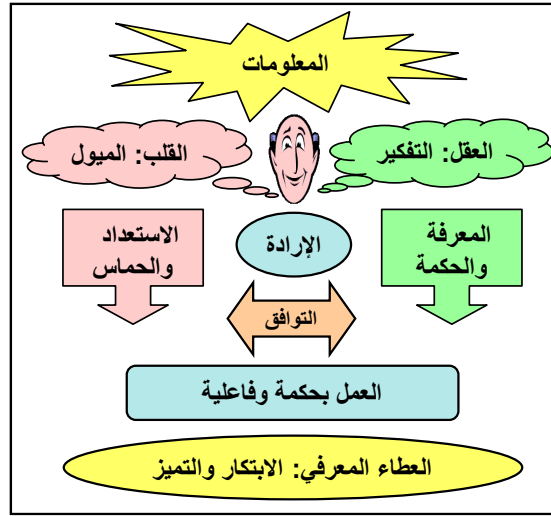 المعلومات
العقل: التفكير
القلب: الميول
المعرفة
والحكمة
الإرادة
الاستعداد
والحماس
التوافق
العمل بحكمة وفاعلية
العطاء المعرفي: الابتكار والتميز